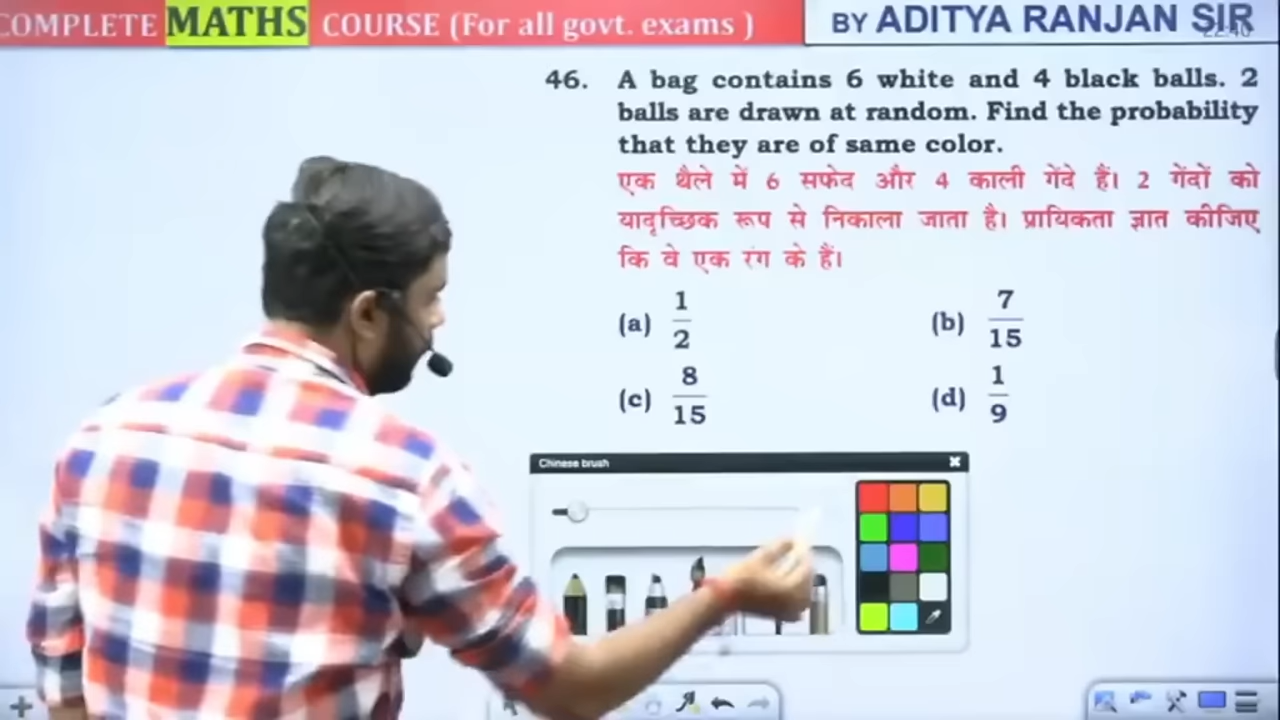 COMPLETE MATHS COURSE (For all govt. exams )
BY ADITYA RANJAN SIR
22:40
46. A bag contains 6 white and 4 black balls. 2
balls are drawn at random. Find the probability
that they are of same color.
एक थैले में 6 सफेद और 4 काली गेंदे हैं। 2 गेंदों को
यादृच्छिक रूप से निकाला जाता है। प्रायिकता ज्ञात कीजिए
कि वे एक रंग के हैं।
(a) 1/2 (b) 7/15
(c) 8/15 (d) 1/9
Chinese brush